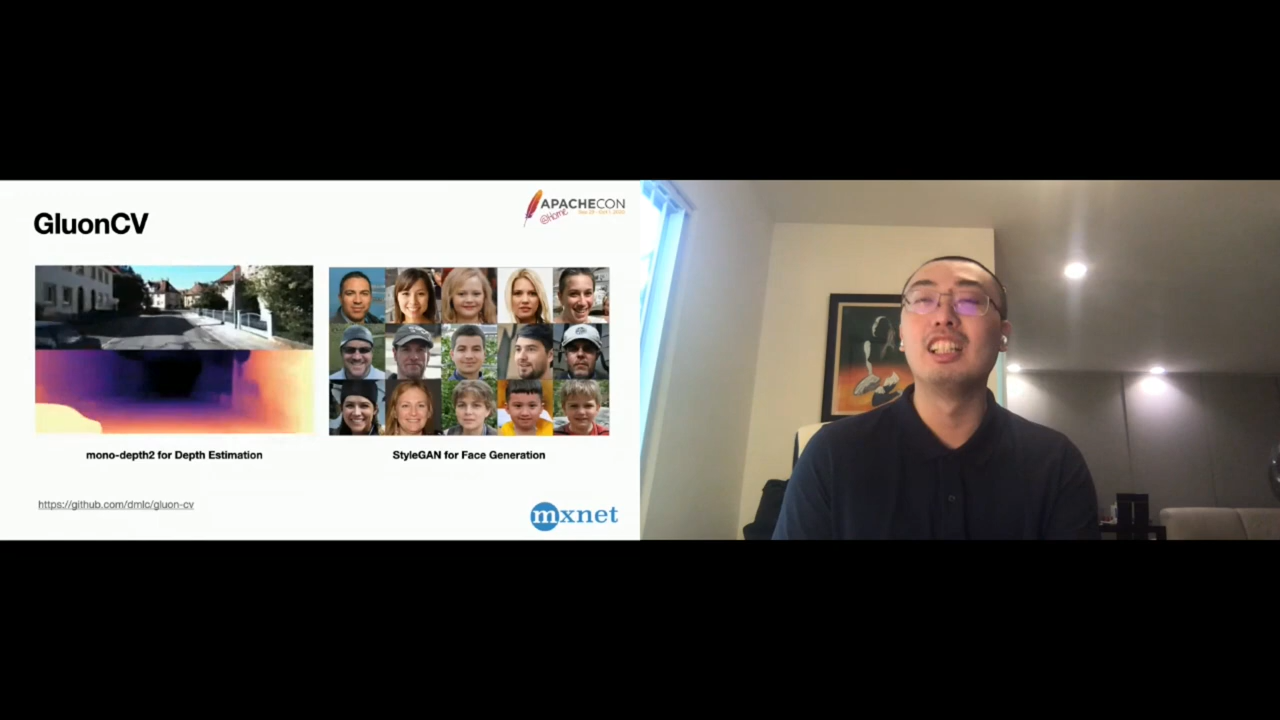 GluonCV
APACHECON
@Home
mono-depth2 for Depth Estimation
StyleGAN for Face Generation
https://github.com/dmlc/gluon-cv
mxnet